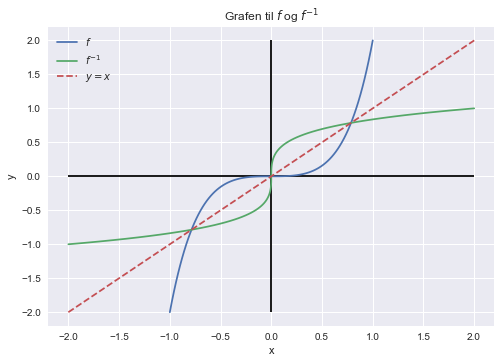 Grafen til f og f⁻¹
f
f⁻¹
y = x
2.0
1.5
1.0
0.5
0.0
−0.5
−1.0
−1.5
−2.0
y
−2.0 −1.5 −1.0 −0.5 0.0 0.5 1.0 1.5 2.0
x